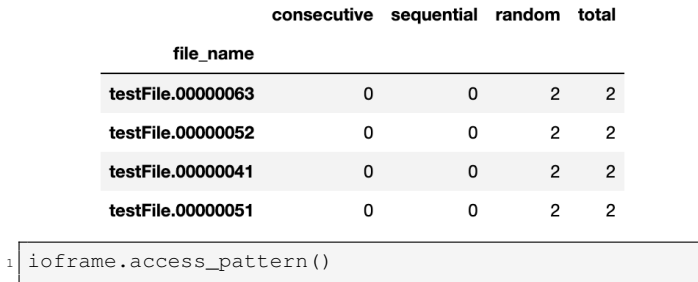 consecutive sequential random total
file_name
testFile.00000063 0 0 2 2
testFile.00000052 0 0 2 2
testFile.00000041 0 0 2 2
testFile.00000051 0 0 2 2
1 ioframe.access_pattern()